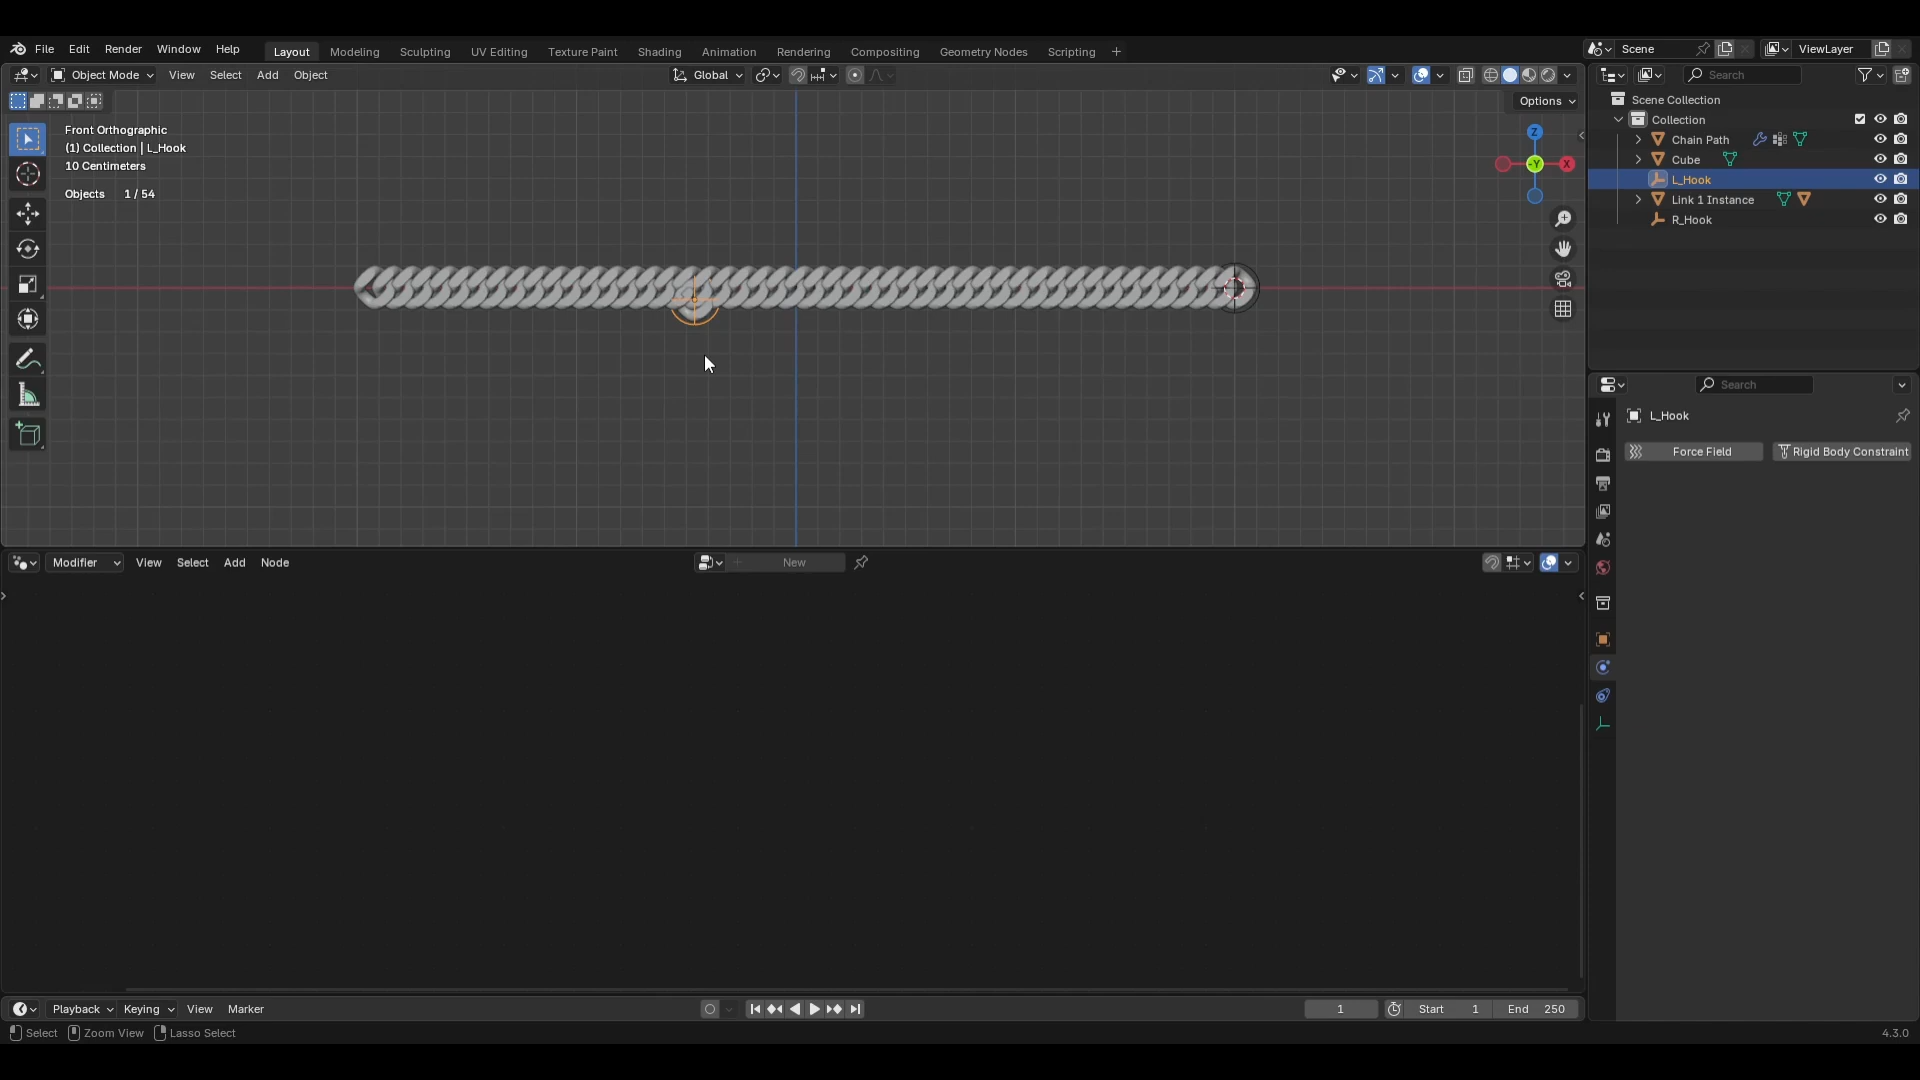 File Edit Render Window Help Layout Modeling Sculpting UV Editing Texture Paint Shading Animation Rendering Compositing Geometry Nodes Scripting + Scene ViewLayer
Object Mode View Select Add Object Global Search
Options
Front Orthographic
(1) Collection | L_Hook
10 Centimeters
Objects 1 / 54
Z
-Y
X
Scene Collection
Collection
Chain Path
Cube
L_Hook
Link 1 Instance
R_Hook
Search
L_Hook
Force Field Rigid Body Constraint
Modifier View Select Add Node New
Playback Keying View Marker 1 Start 1 End 250
Select Zoom View Lasso Select 4.3.0